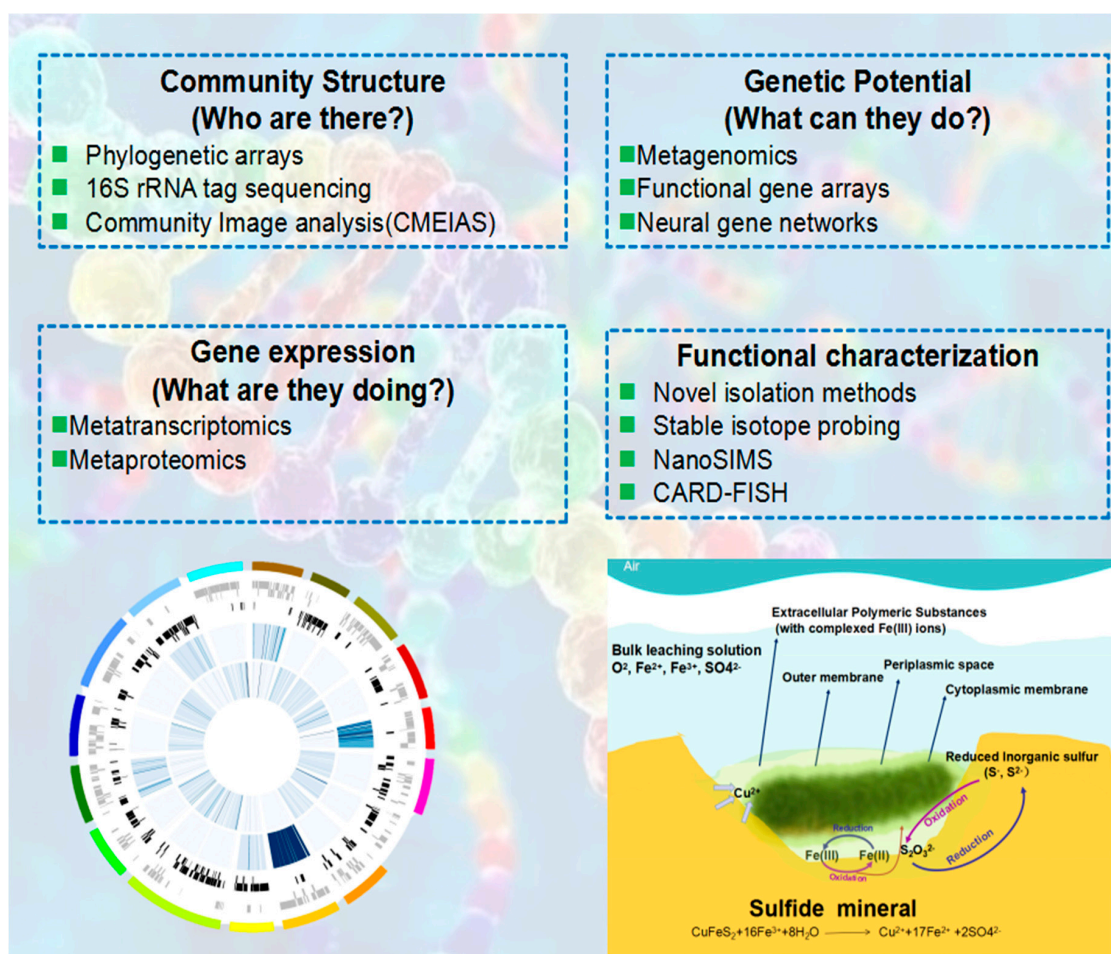 Community Structure
(Who are there?)
Phylogenetic arrays
16S rRNA tag sequencing
Community Image analysis(CMEIAS)
Genetic Potential
(What can they do?)
Metagenomics
Functional gene arrays
Neural gene networks
Gene expression
(What are they doing?)
Metatranscriptomics
Metaproteomics
Functional characterization
Novel isolation methods
Stable isotope probing
NanoSIMS
CARD-FISH
Air
Extracellular Polymeric Substances
(with complexed Fe(III) ions)
Bulk leaching solution
O², Fe²⁺, Fe³⁺, SO4²⁻
Periplasmic space
Outer membrane
Cytoplasmic membrane
Reduced Inorganic sulfur
(S⁻, S²⁻)
Cu²⁺
Oxidation
Reduction
Reduction
Fe(III)
Fe(II)
S₂O₃²⁻
Oxidation
Sulfide mineral
CuFeS₂+16Fe³⁺+8H₂O → Cu²⁺+17Fe²⁺ +2SO4²⁻